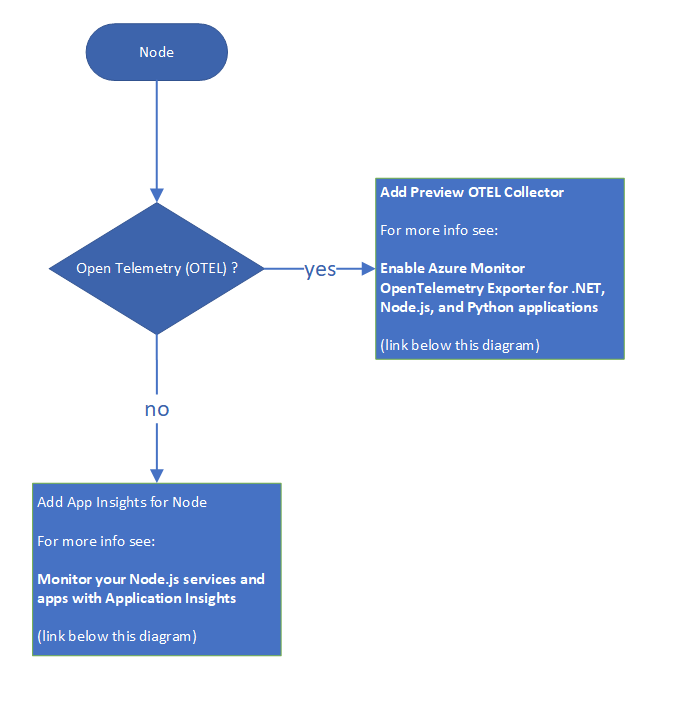 Node
Open Telemetry (OTEL) ?
yes
Add Preview OTEL Collector
For more info see:
Enable Azure Monitor
OpenTelemetry Exporter for .NET,
Node.js, and Python applications
(link below this diagram)
no
Add App Insights for Node
For more info see:
Monitor your Node.js services and
apps with Application Insights
(link below this diagram)